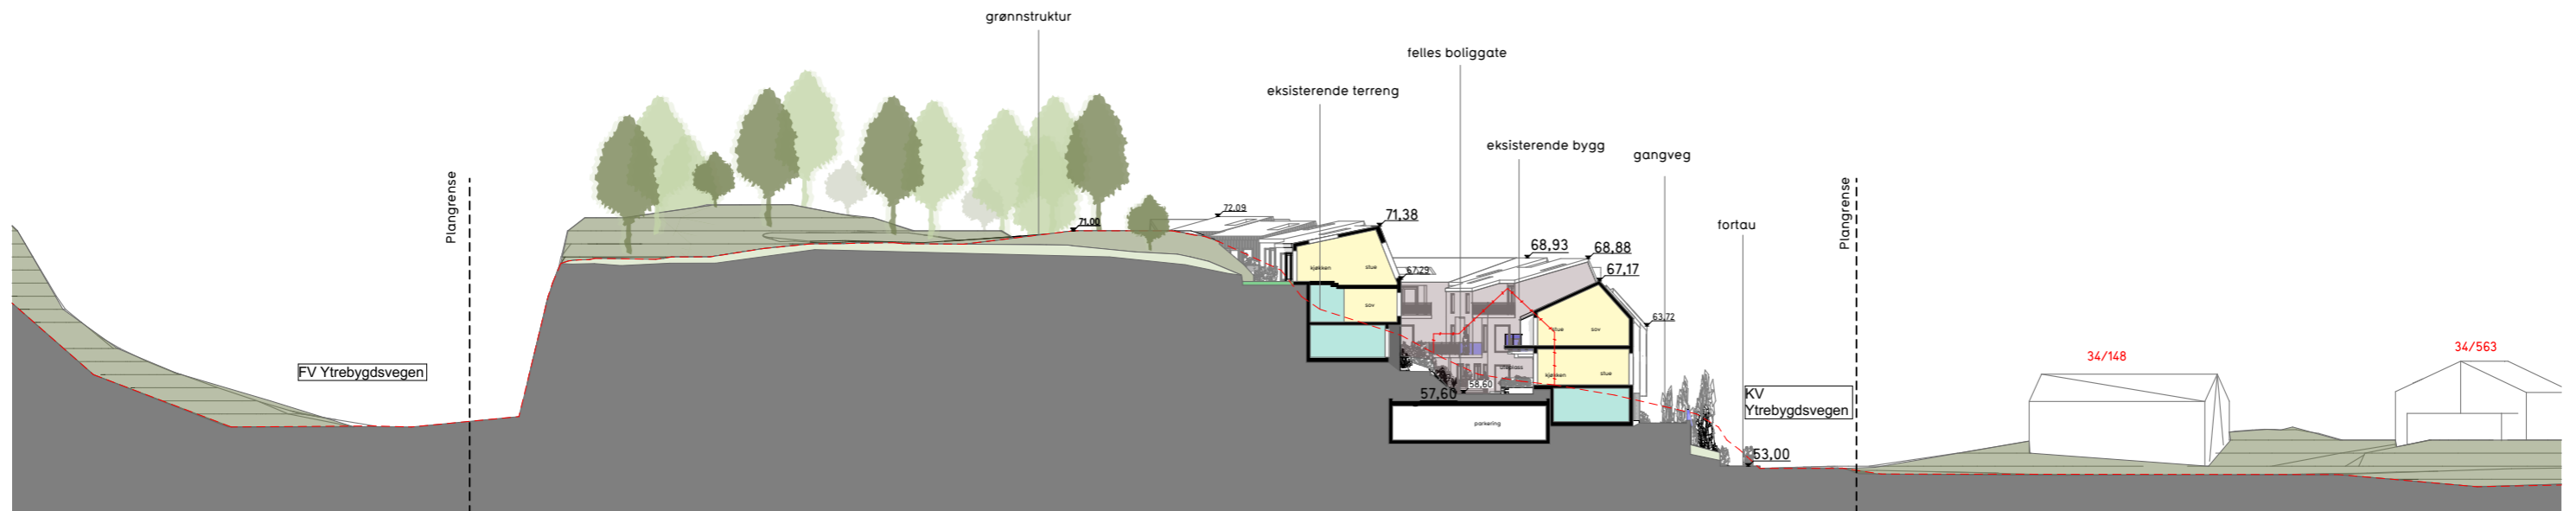 grønnstruktur
felles boliggate
eksisterende terreng
eksisterende bygg
gangveg
fortau
Plangrense
Plangrense
72,09
71,00
71,38
68,93
68,88
67,29
67,17
63,72
kjøkken
stue
sov
stue
sov
uteplass
kjøkken
stue
58,60
57,60
parkering
53,00
FV Ytrebygdsvegen
KV
Ytrebygdsvegen
34/148
34/563